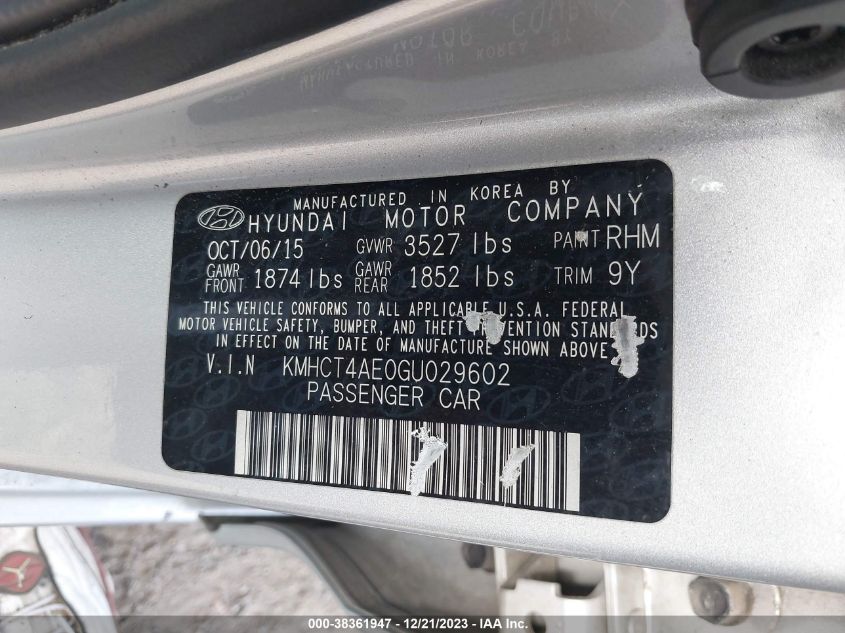 MANUFACTURED IN KOREA BY
HYUNDAI MOTOR COMPANY
OCT/06/15 GVWR 3527 lbs PAINT RHM
GAWR FRONT 1874 lbs GAWR REAR 1852 lbs TRIM 9Y
THIS VEHICLE CONFORMS TO ALL APPLICABLE U.S.A. FEDERAL
MOTOR VEHICLE SAFETY, BUMPER, AND THEFT PREVENTION STANDARDS
IN EFFECT ON THE DATE OF MANUFACTURE SHOWN ABOVE
V.I.N KMHCT4AE0GU029602
PASSENGER CAR
000-38361947 - 12/21/2023 - IAA Inc.